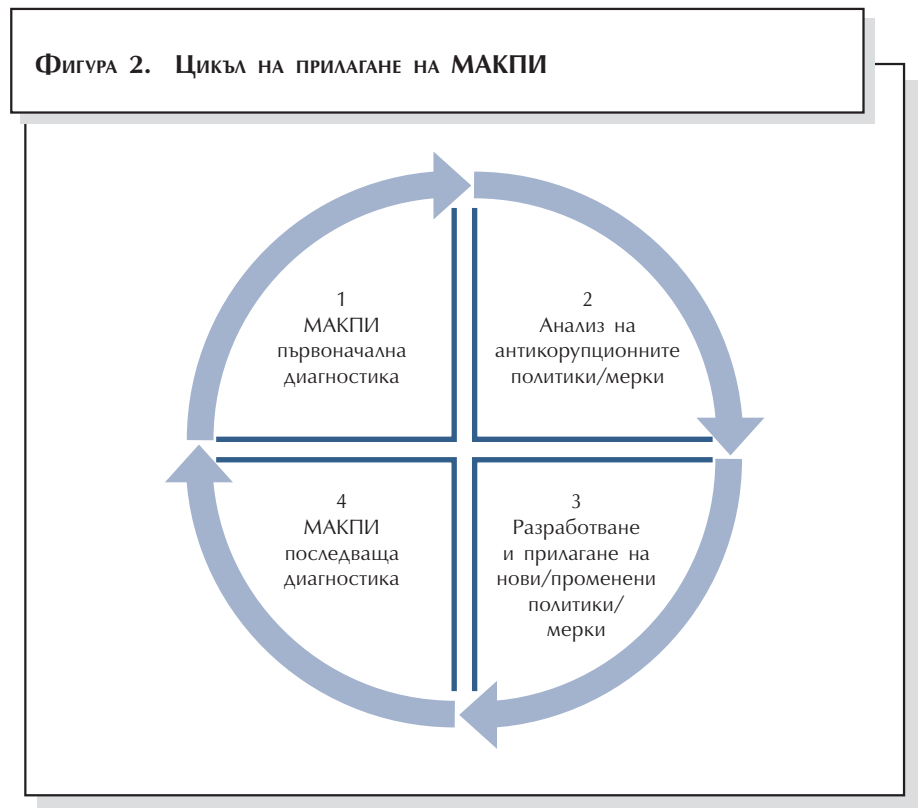 Фигура 2. Цикъл на прилагане на МАКПИ
1
МАКПИ
първоначална
диагностика
2
Анализ на
антикорупционните
политики/мерки
3
Разработване
и прилагане на
нови/променени
политики/
мерки
4
МАКПИ
последваща
диагностика